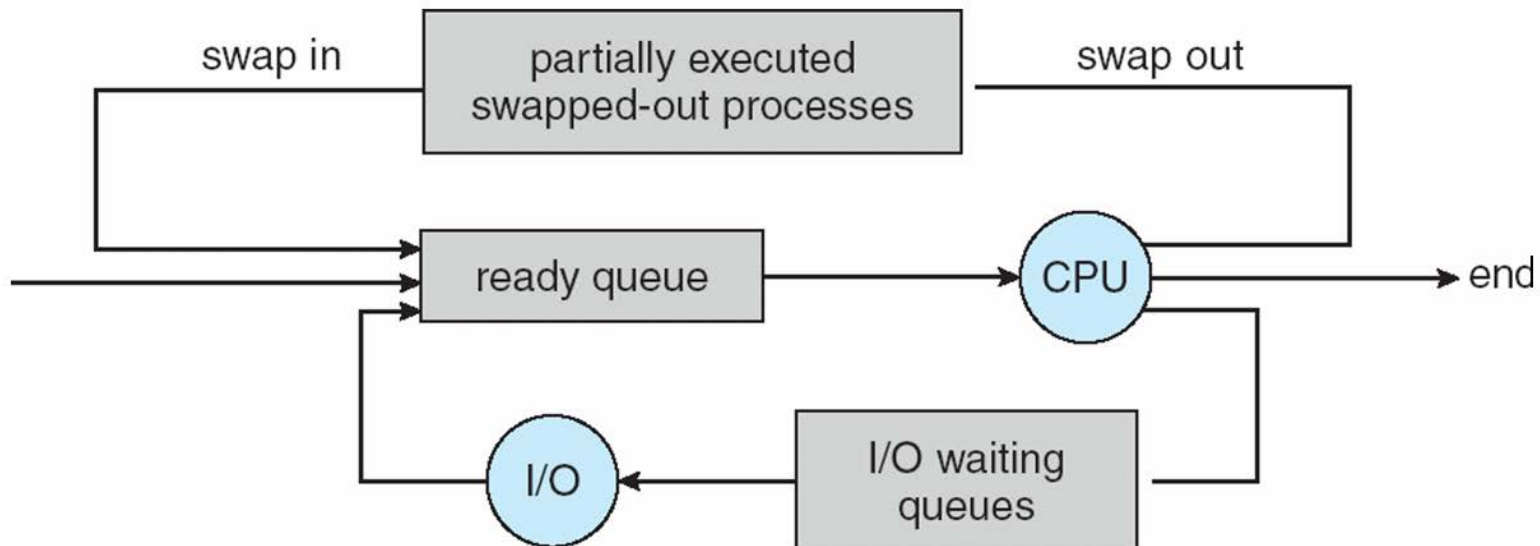 swap in
partially executed
swapped-out processes
swap out
ready queue
CPU
end
I/O
I/O waiting
queues